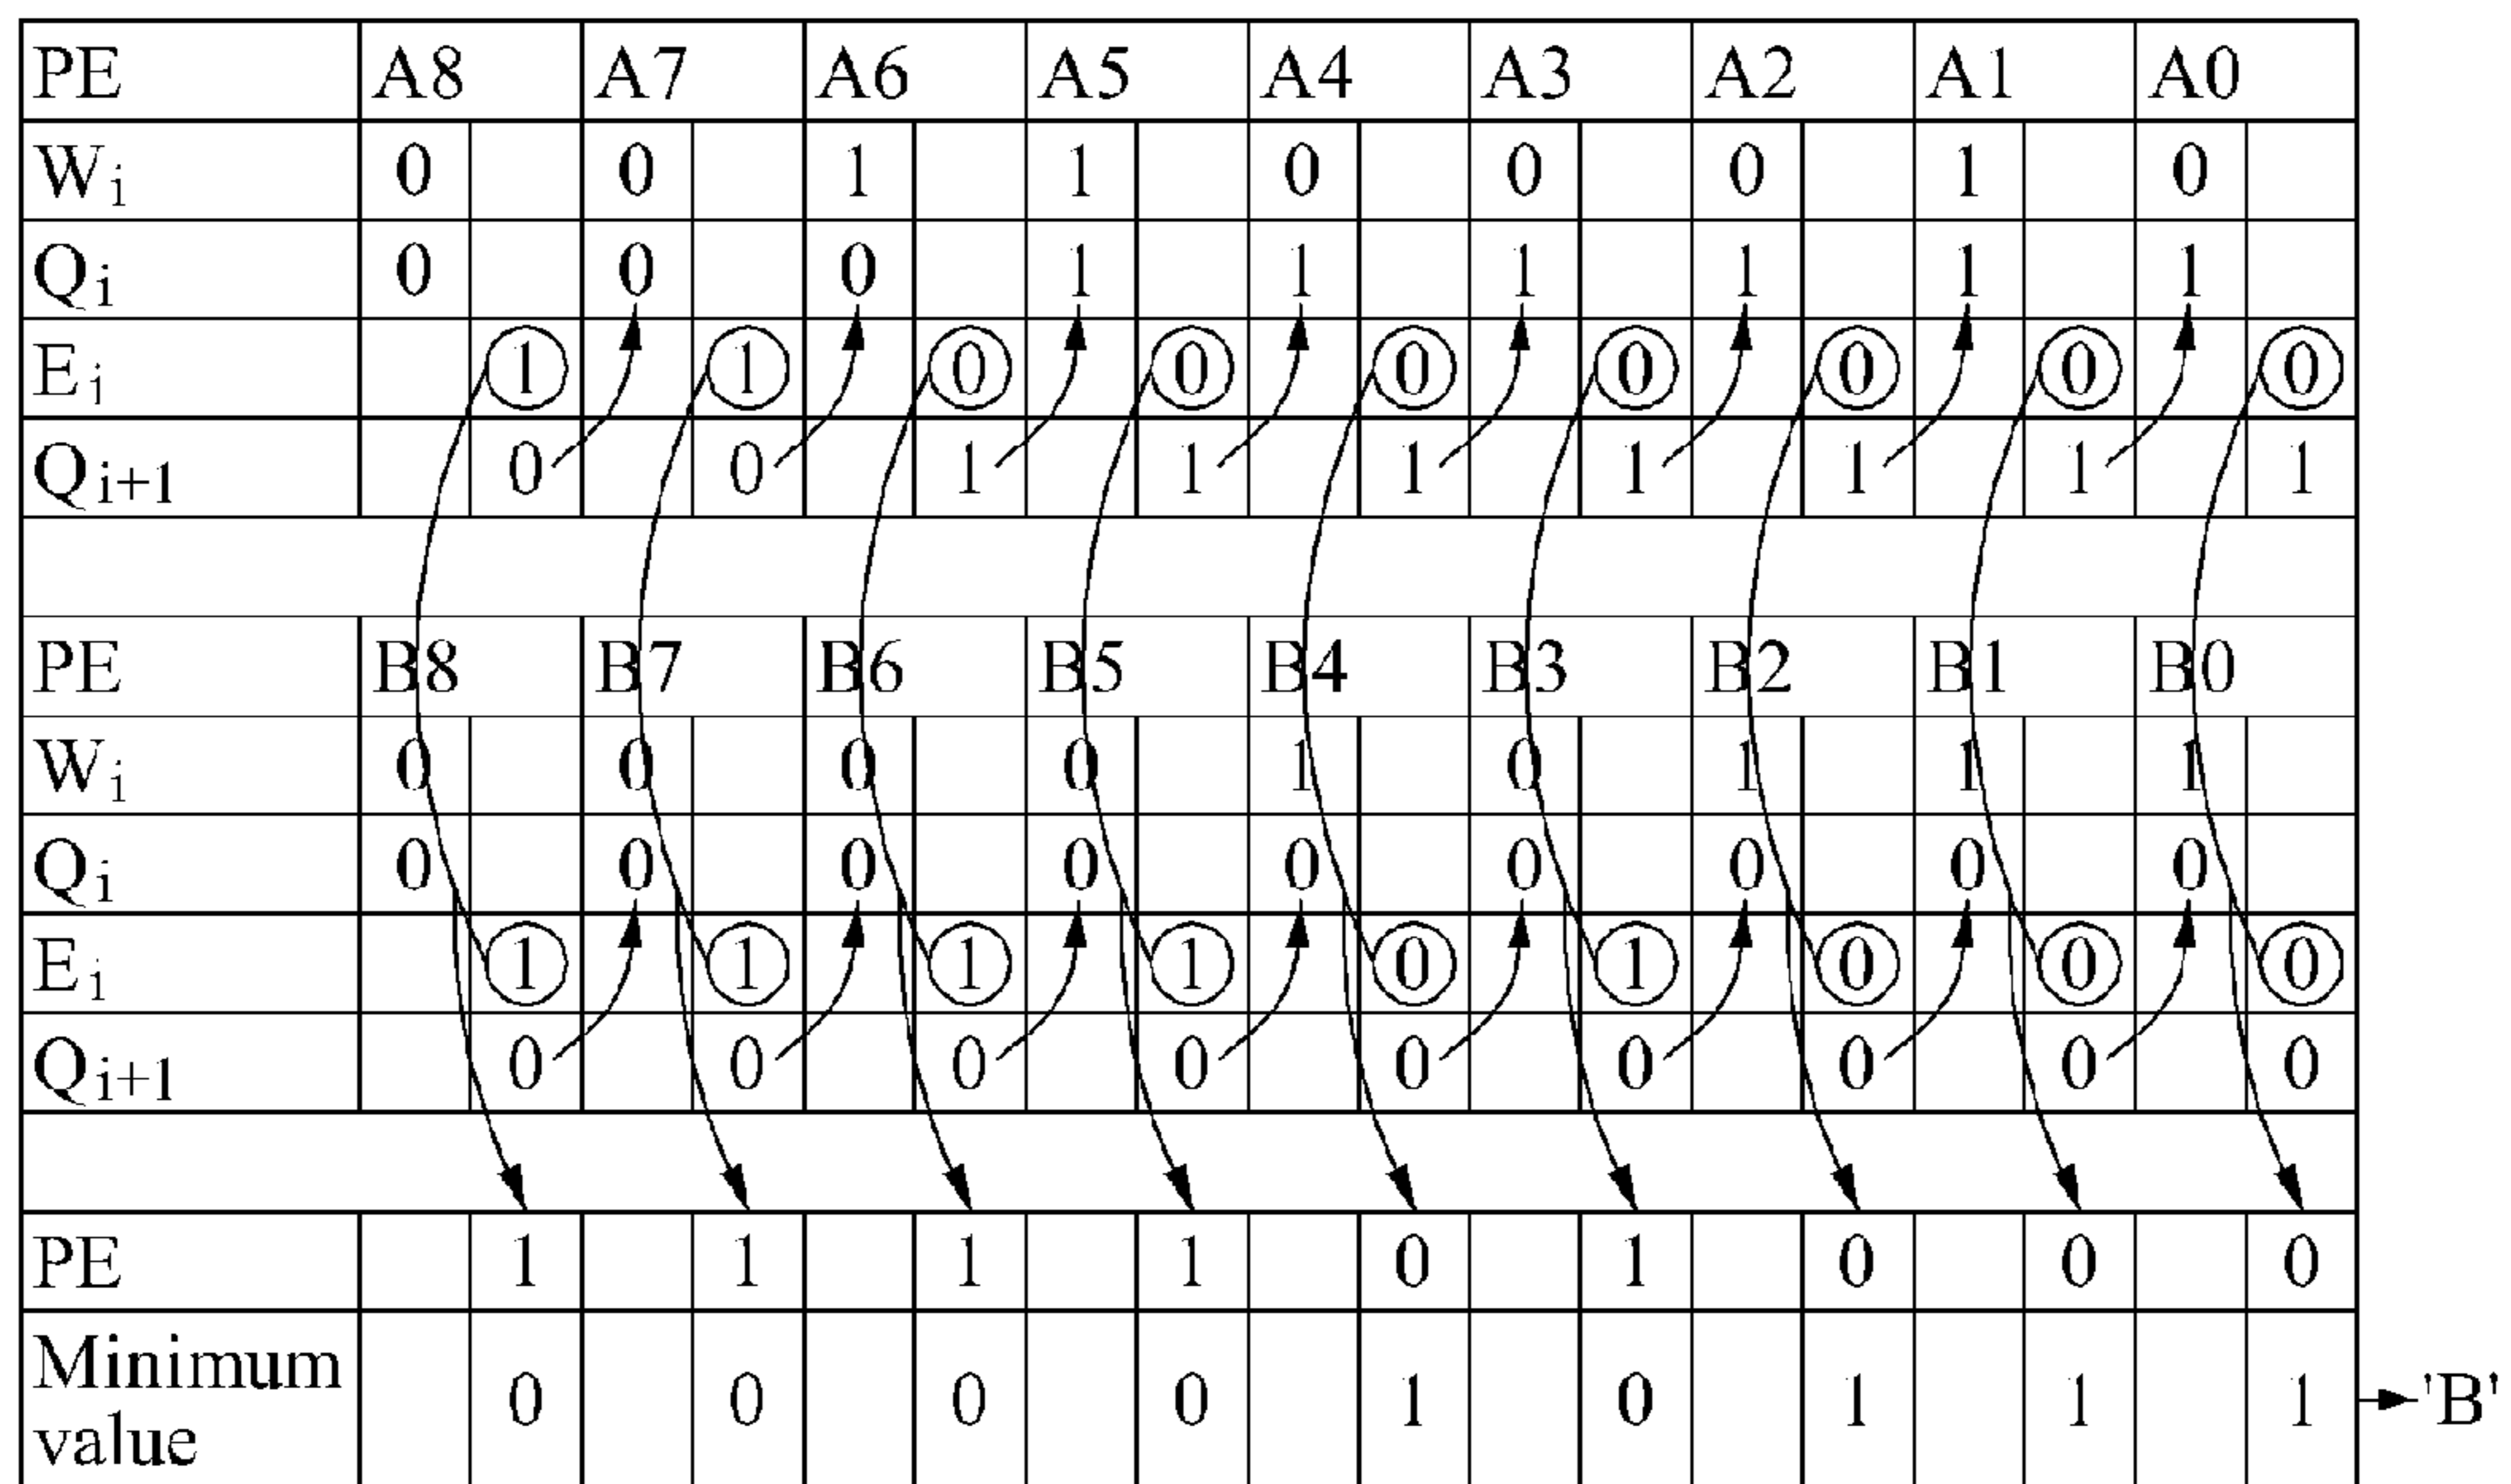 PE A8 A7 A6 A5 A4 A3 A2 A1 A0
Wi 0 0 1 1 0 0 0 1 0
Qi 0 0 0 1 1 1 1 1 1
Ei 1 1 0 0 0 0 0 0 0
Qi+1 0 0 1 1 1 1 1 1 1
PE B8 B7 B6 B5 B4 B3 B2 B1 B0
Wi 0 0 0 0 1 0 1 1 1
Qi 0 0 0 0 0 0 0 0 0
Ei 1 1 1 1 0 1 0 0 0
Qi+1 0 0 0 0 0 0 0 0 0
PE 1 1 1 1 0 1 0 0 0
Minimum
value 0 0 0 0 1 0 1 1 1 'B'